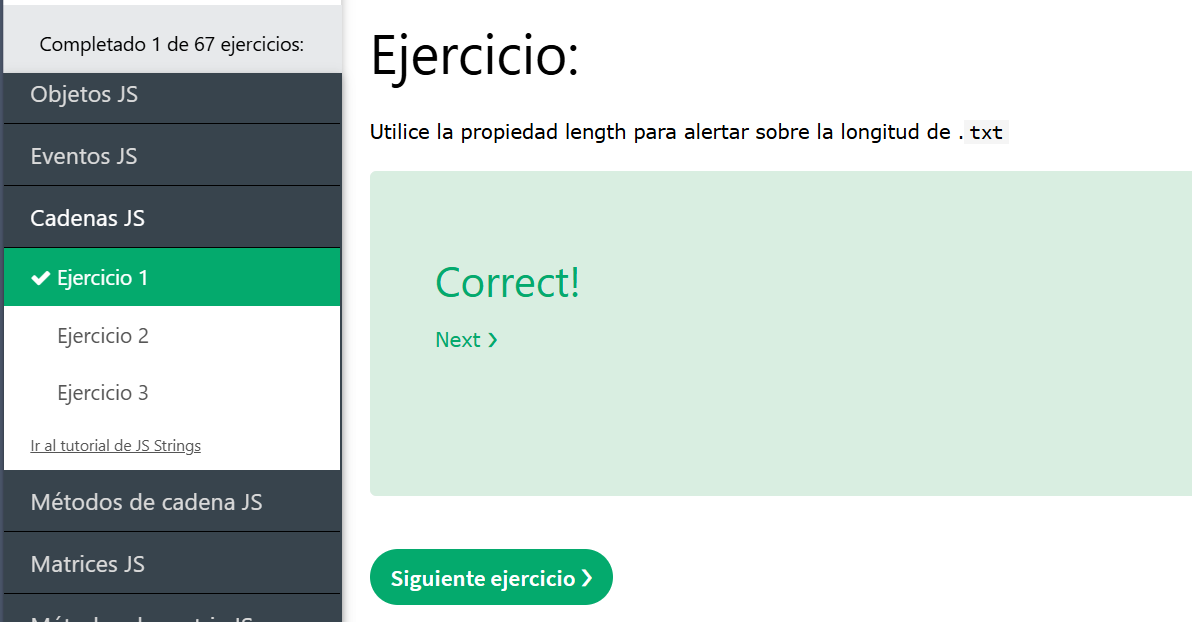 Completado 1 de 67 ejercicios:
Objetos JS
Eventos JS
Cadenas JS
Ejercicio 1
Ejercicio 2
Ejercicio 3
Ir al tutorial de JS Strings
Métodos de cadena JS
Matrices JS
Ejercicio:
Utilice la propiedad length para alertar sobre la longitud de . txt
Correct!
Next ❯
Siguiente ejercicio ❯